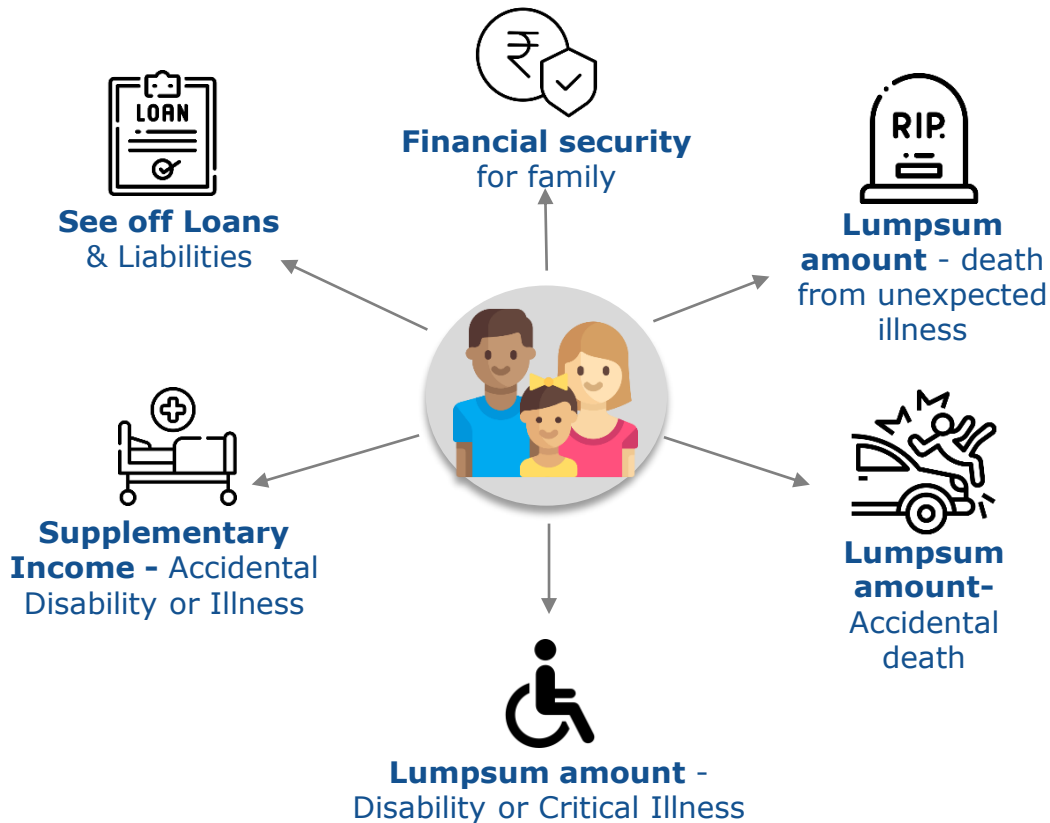 ₹
Financial security
for family
LOAN
See off Loans
& Liabilities
RIP.
Lumpsum
amount - death
from unexpected
illness
Supplementary
Income - Accidental
Disability or Illness
Lumpsum
amount-
Accidental
death
Lumpsum amount -
Disability or Critical Illness